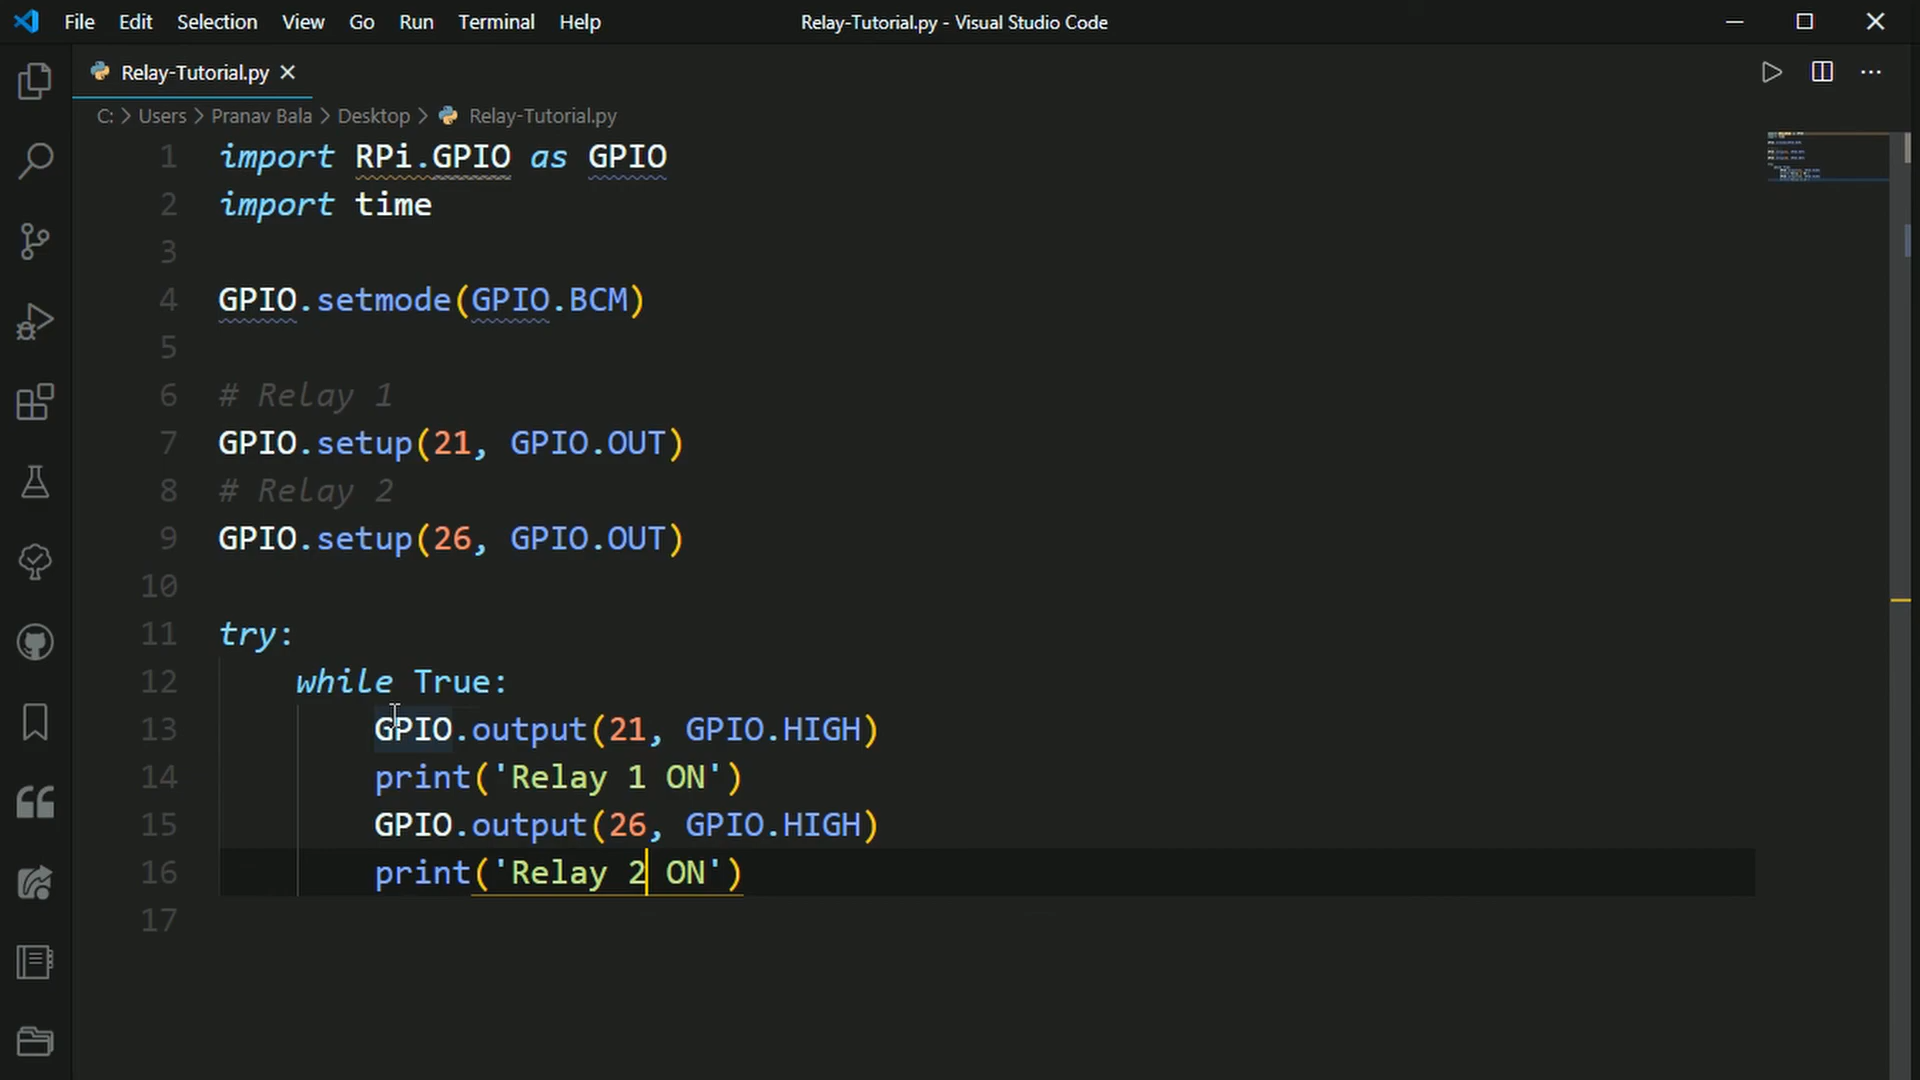 File Edit Selection View Go Run Terminal Help Relay-Tutorial.py - Visual Studio Code
Relay-Tutorial.py
C: > Users > Pranav Bala > Desktop > Relay-Tutorial.py
1 import RPi.GPIO as GPIO
2 import time
3
4 GPIO.setmode(GPIO.BCM)
5
6 # Relay 1
7 GPIO.setup(21, GPIO.OUT)
8 # Relay 2
9 GPIO.setup(26, GPIO.OUT)
10
11 try:
12     while True:
13         GPIO.output(21, GPIO.HIGH)
14         print('Relay 1 ON')
15         GPIO.output(26, GPIO.HIGH)
16         print('Relay 2 ON')
17